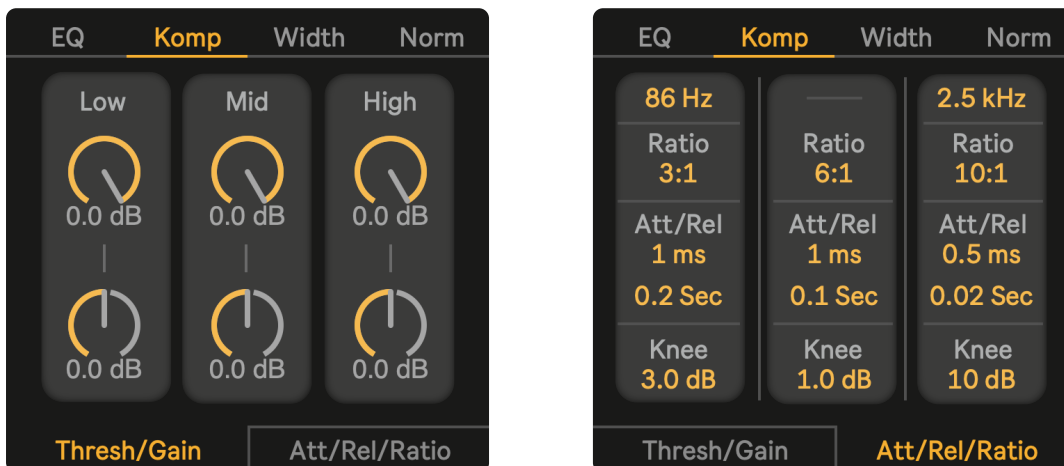 EQ Komp Width Norm
Low Mid High
0.0 dB 0.0 dB 0.0 dB
0.0 dB 0.0 dB 0.0 dB
Thresh/Gain Att/Rel/Ratio
EQ Komp Width Norm
86 Hz 2.5 kHz
Ratio Ratio Ratio
3:1 6:1 10:1
Att/Rel Att/Rel Att/Rel
1 ms 1 ms 0.5 ms
0.2 Sec 0.1 Sec 0.02 Sec
Knee Knee Knee
3.0 dB 1.0 dB 10 dB
Thresh/Gain Att/Rel/Ratio